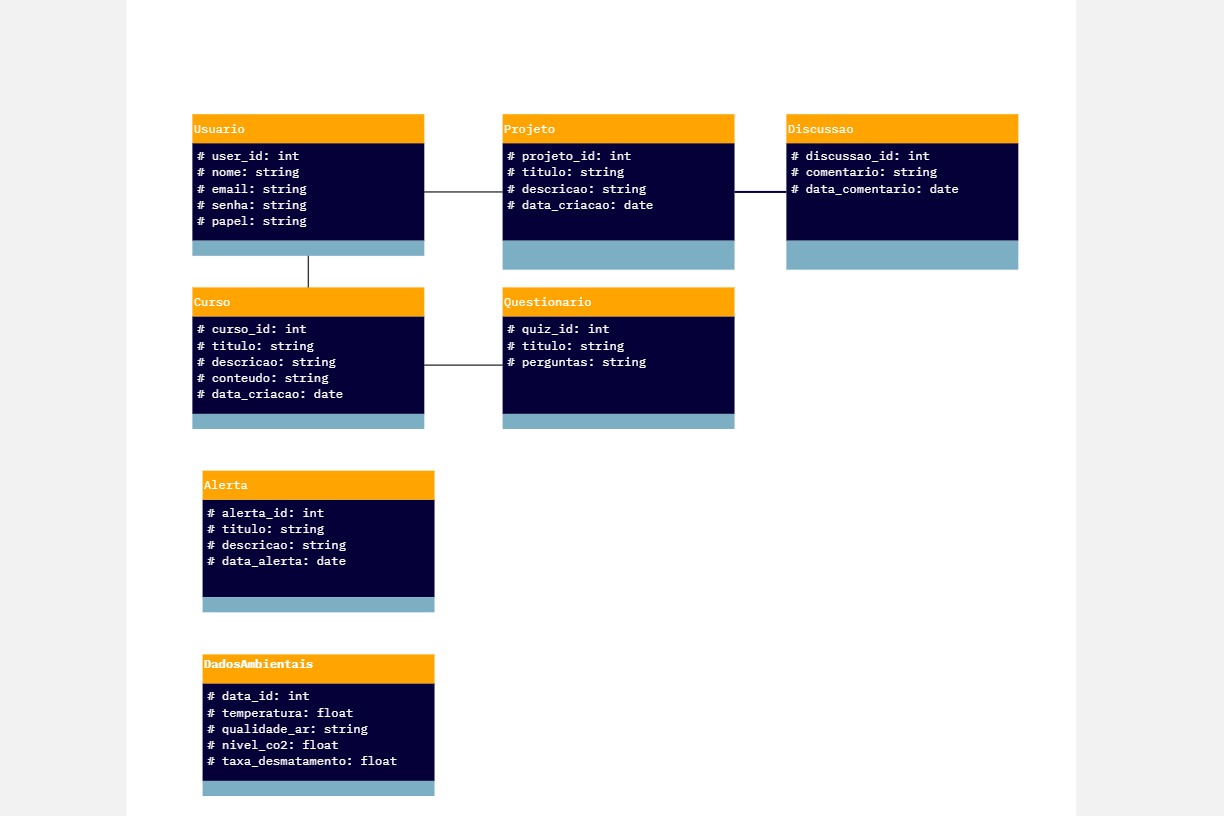 Usuario
# user_id: int
# nome: string
# email: string
# senha: string
# papel: string
Projeto
# projeto_id: int
# titulo: string
# descricao: string
# data_criacao: date
Discussao
# discussao_id: int
# comentario: string
# data_comentario: date
Curso
# curso_id: int
# titulo: string
# descricao: string
# conteudo: string
# data_criacao: date
Questionario
# quiz_id: int
# titulo: string
# perguntas: string
Alerta
# alerta_id: int
# titulo: string
# descricao: string
# data_alerta: date
DadosAmbientais
# data_id: int
# temperatura: float
# qualidade_ar: string
# nivel_co2: float
# taxa_desmatamento: float